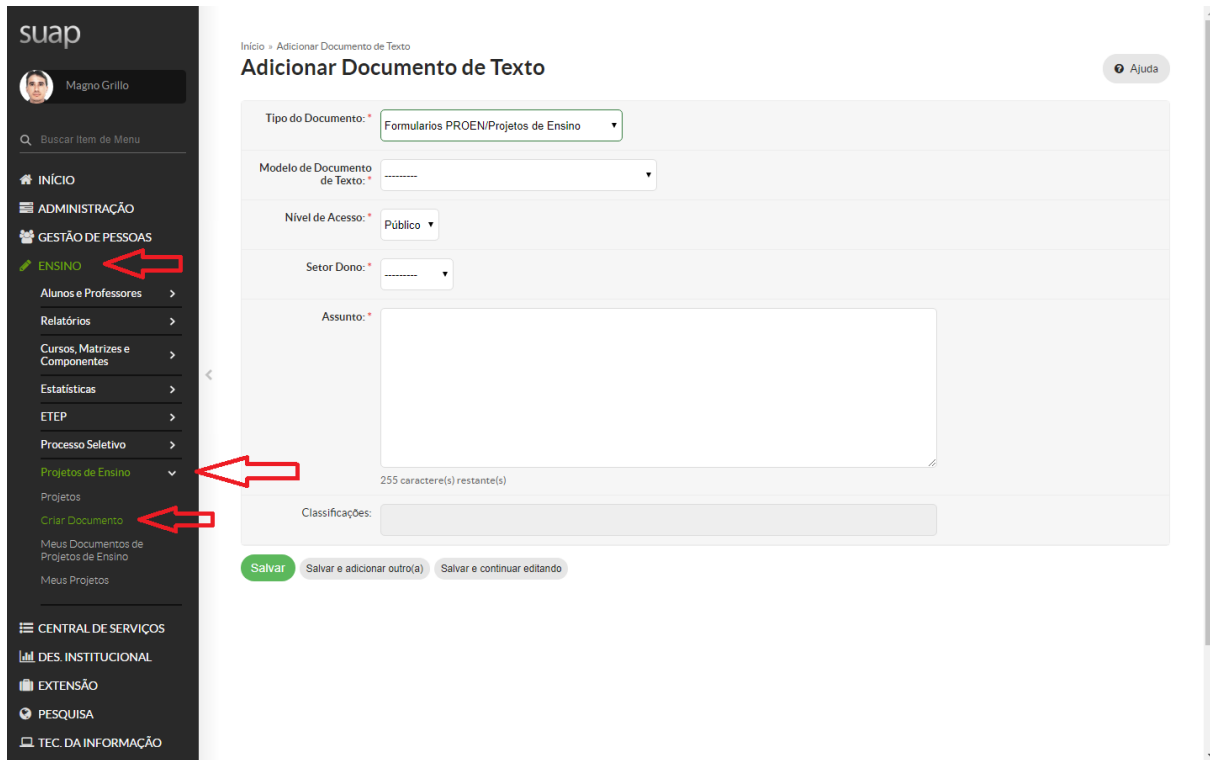 suap
Magno Grillo
Buscar Item de Menu
INÍCIO
ADMINISTRAÇÃO
GESTÃO DE PESSOAS
ENSINO
Alunos e Professores
Relatórios
Cursos, Matrizes e
Componentes
Estatísticas
ETEP
Processo Seletivo
Projetos de Ensino
Projetos
Criar Documento
Meus Documentos de
Projetos de Ensino
Meus Projetos
CENTRAL DE SERVIÇOS
DES. INSTITUCIONAL
EXTENSÃO
PESQUISA
TEC. DA INFORMAÇÃO
Início » Adicionar Documento de Texto
Adicionar Documento de Texto
Ajuda
Tipo do Documento: * Formularios PROEN/Projetos de Ensino
Modelo de Documento
de Texto: * ---------
Nível de Acesso: * Público
Setor Dono: * ---------
Assunto: *
255 caractere(s) restante(s)
Classificações:
Salvar Salvar e adicionar outro(a) Salvar e continuar editando